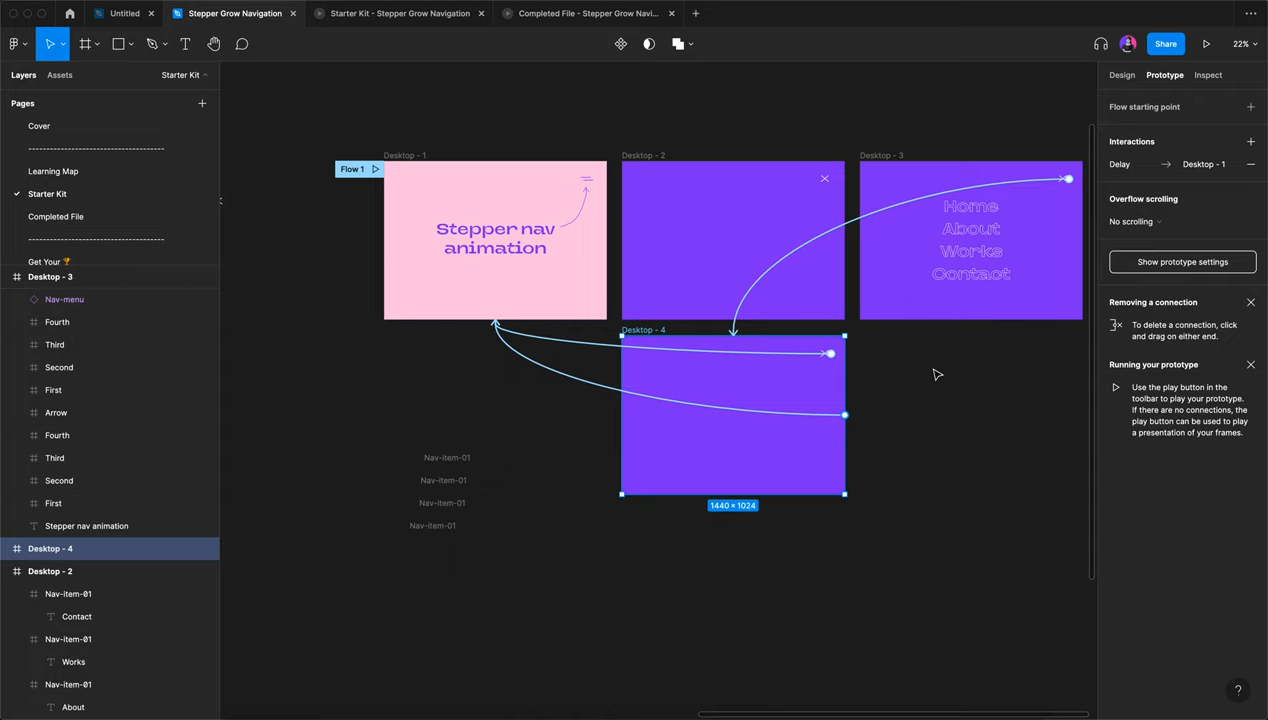 Untitled
Stepper Grow Navigation
Starter Kit - Stepper Grow Navigation
Completed File - Stepper Grow Navi...
Share
22%
Layers
Assets
Starter Kit
Pages
Cover
----------------------------------
Learning Map
Starter Kit
Completed File
----------------------------------
Get Your
Desktop - 3
Nav-menu
Fourth
Third
Second
First
Arrow
Fourth
Third
Second
First
Stepper nav animation
Desktop - 4
Desktop - 2
Nav-item-01
Contact
Nav-item-01
Works
Nav-item-01
About
Flow 1
Desktop - 1
Stepper nav
animation
Desktop - 2
Desktop - 3
Home
About
Works
Contact
Desktop - 4
1440 × 1024
Nav-item-01
Nav-item-01
Nav-item-01
Nav-item-01
Design
Prototype
Inspect
Flow starting point
Interactions
Delay
Desktop - 1
Overflow scrolling
No scrolling
Show prototype settings
Removing a connection
To delete a connection, click
and drag on either end.
Running your prototype
Use the play button in the
toolbar to play your prototype.
If there are no connections, the
play button can be used to play
a presentation of your frames.
?